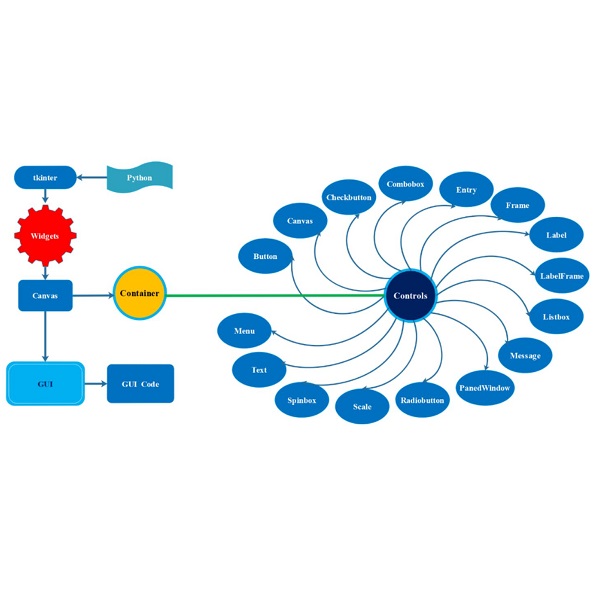 tkinter
Python
Widgets
Canvas
Container
GUI
GUI Code
Controls
Button
Canvas
Checkbutton
Combobox
Entry
Frame
Label
LabelFrame
Listbox
Message
PanedWindow
Radiobutton
Scale
Spinbox
Text
Menu